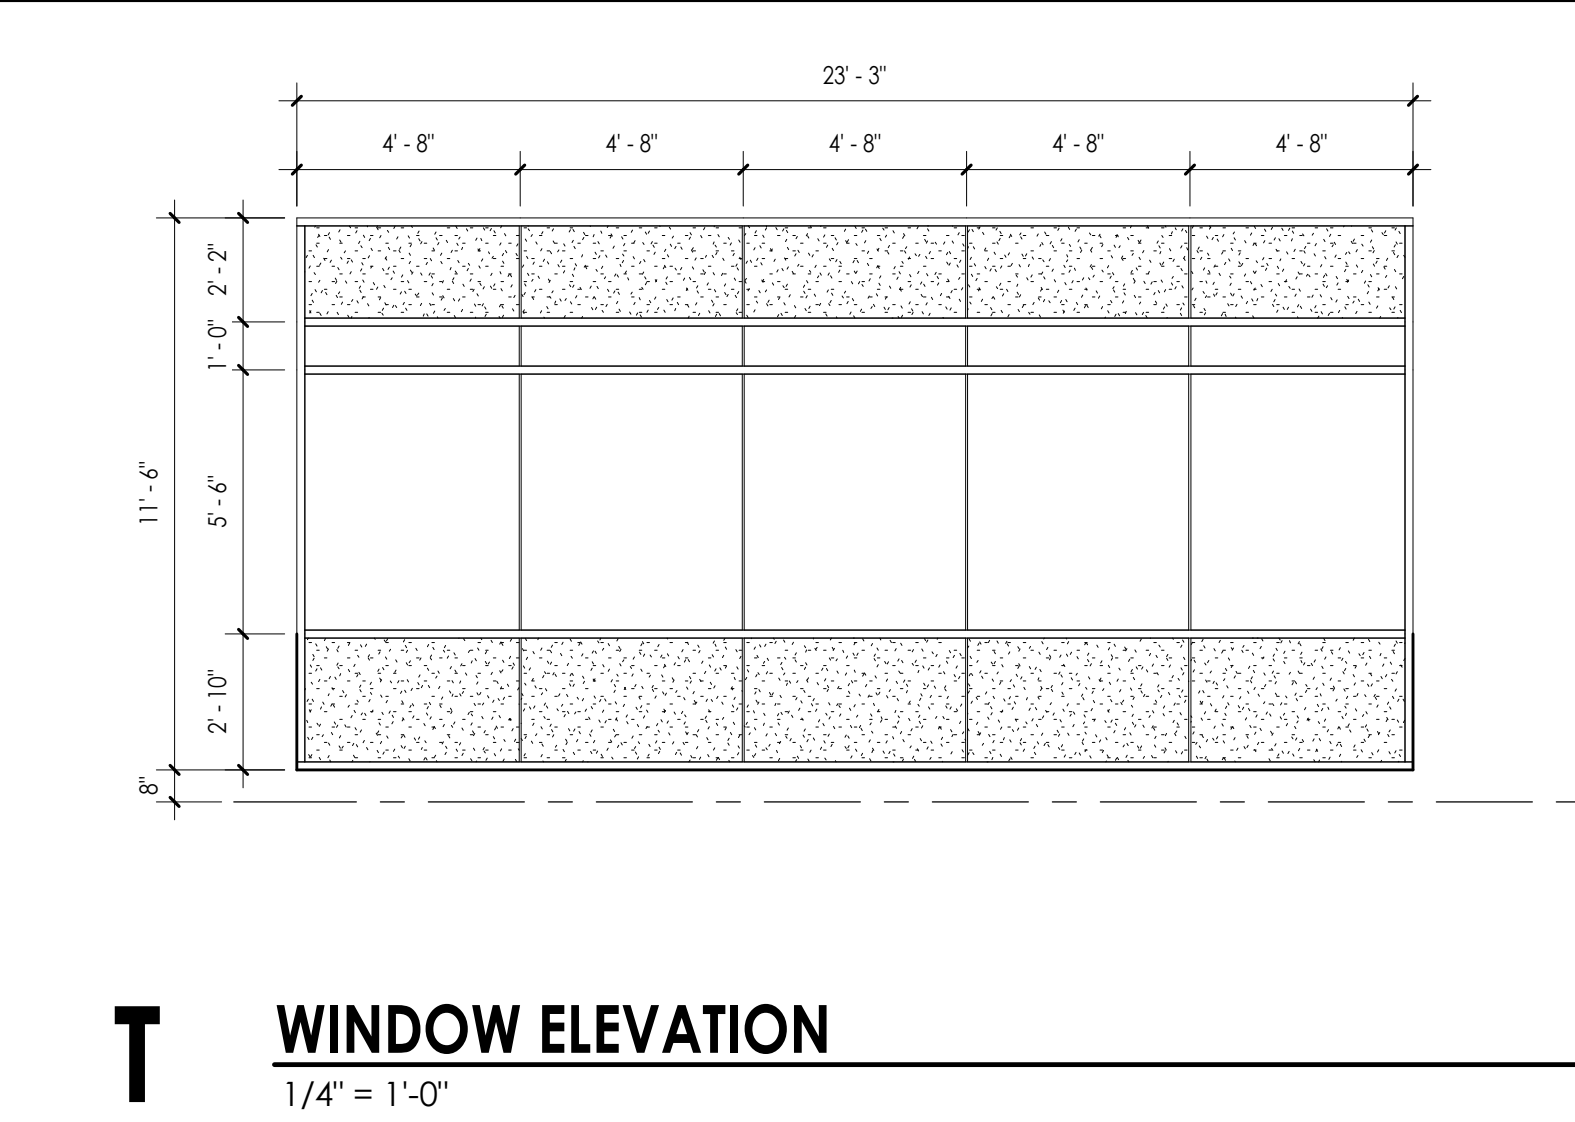 23' - 3"
4' - 8" 4' - 8" 4' - 8" 4' - 8" 4' - 8"
2' - 2"
1' - 0"
11' - 6"
5' - 6"
2' - 10"
8"
T WINDOW ELEVATION
1/4" = 1'-0"